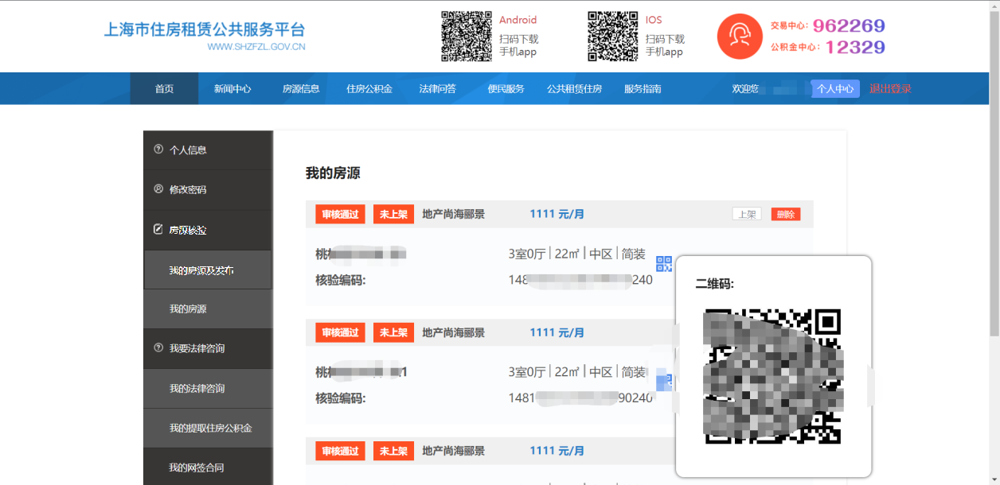 上海市住房租赁公共服务平台
WWW.SHZFZL.GOV.CN
Android
扫码下载
手机app
IOS
扫码下载
手机app
交易中心：962269
公积金中心：12329
首页 新闻中心 房源信息 住房公积金 法律问答 便民服务 公共租赁住房 服务指南 欢迎您 个人中心 退出登录
个人信息
修改密码
房源核验
我的房源及发布
我的房源
我要法律咨询
我的法律咨询
我的提取住房公积金
我的网签合同
我的房源
审核通过 未上架 地产尚海郦景 1111 元/月 上架 删除
桃 3室0厅 | 22㎡ | 中区 | 简装
核验编码: 148 240
审核通过 未上架 地产尚海郦景 1111 元/月
桃 1 3室0厅 | 22㎡ | 中区 | 简装
核验编码: 1481 90240
审核通过 未上架 地产尚海郦景 1111 元/月
二维码: